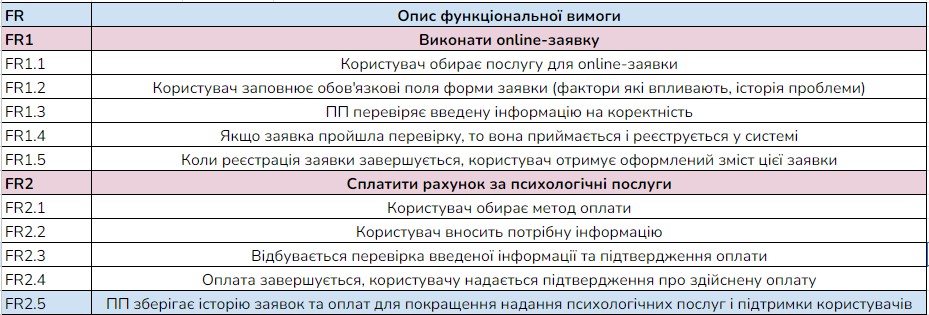 FR Опис функціональної вимоги
FR1 Виконати online-заявку
FR1.1 Користувач обирає послугу для online-заявки
FR1.2 Користувач заповнює обов'язкові поля форми заявки (фактори які впливають, історія проблеми)
FR1.3 ПП перевіряє введену інформацію на коректність
FR1.4 Якщо заявка пройшла перевірку, то вона приймається і реєструється у системі
FR1.5 Коли реєстрація заявки завершується, користувач отримує оформлений зміст цієї заявки
FR2 Сплатити рахунок за психологічні послуги
FR2.1 Користувач обирає метод оплати
FR2.2 Користувач вносить потрібну інформацію
FR2.3 Відбувається перевірка введеної інформації та підтвердження оплати
FR2.4 Оплата завершується, користувачу надається підтвердження про здійснену оплату
FR2.5 ПП зберігає історію заявок та оплат для покращення надання психологічних послуг і підтримки користувачів